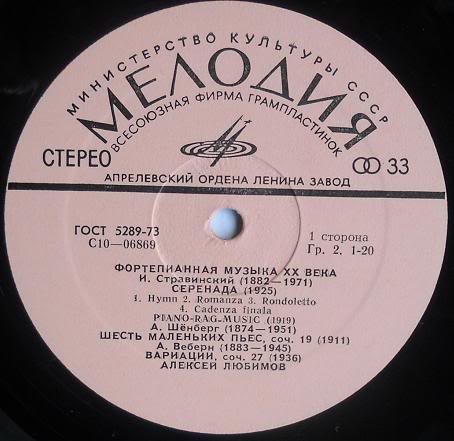 МИНИСТЕРСТВО КУЛЬТУРЫ СССР
МЕЛОДИЯ
ВСЕСОЮЗНАЯ ФИРМА ГРАМПЛАСТИНОК
СТЕРЕО
33
АПРЕЛЕВСКИЙ ОРДЕНА ЛЕНИНА ЗАВОД
ГОСТ 5289-73
С10—06869
1 сторона
Гр. 2. 1-20
ФОРТЕПИАННАЯ МУЗЫКА XX ВЕКА
И. Стравинский (1882—1971)
СЕРЕНАДА (1925)
1. Hymn 2. Romanza 3. Rondoletto
4. Cadenza finala
PIANO-RAG-MUSIC (1919)
А. Шёнберг (1874—1951)
ШЕСТЬ МАЛЕНЬКИХ ПЬЕС, соч. 19 (1911)
А. Веберн (1883—1945)
ВАРИАЦИИ, соч. 27 (1936)
АЛЕКСЕЙ ЛЮБИМОВ